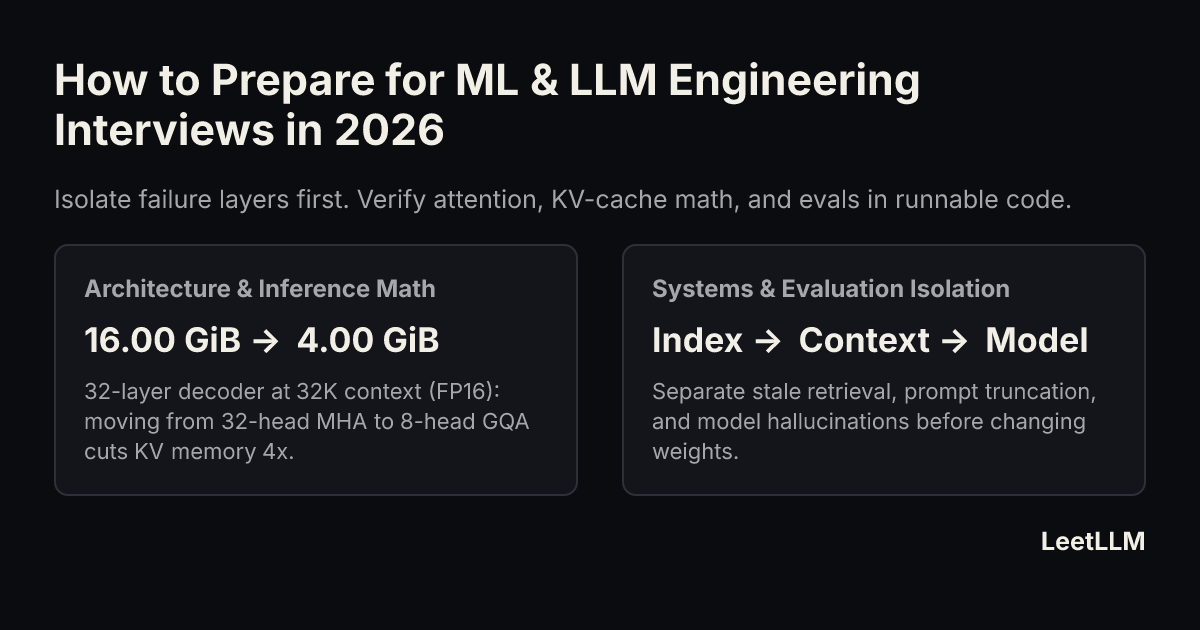 How to Prepare for ML & LLM Engineering
Interviews in 2026
Isolate failure layers first. Verify attention, KV-cache math, and evals in runnable code.
Architecture & Inference Math
16.00 GiB → 4.00 GiB
32-layer decoder at 32K context (FP16):
moving from 32-head MHA to 8-head GQA
cuts KV memory 4x.
Systems & Evaluation Isolation
Index → Context → Model
Separate stale retrieval, prompt truncation,
and model hallucinations before changing
weights.
LeetLLM